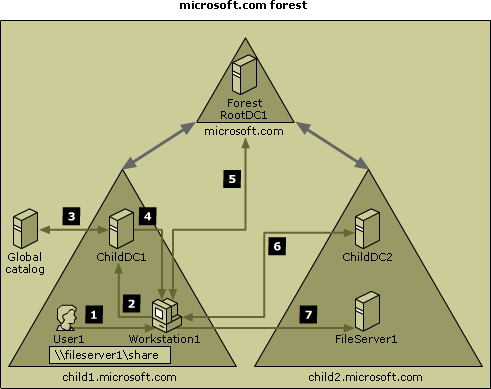 microsoft.com forest
Forest
RootDC1
microsoft.com
5
3
4
6
Global
catalog
ChildDC1
ChildDC2
1
2
7
User1
Workstation1
FileServer1
\\fileserver1\share
child1.microsoft.com
child2.microsoft.com